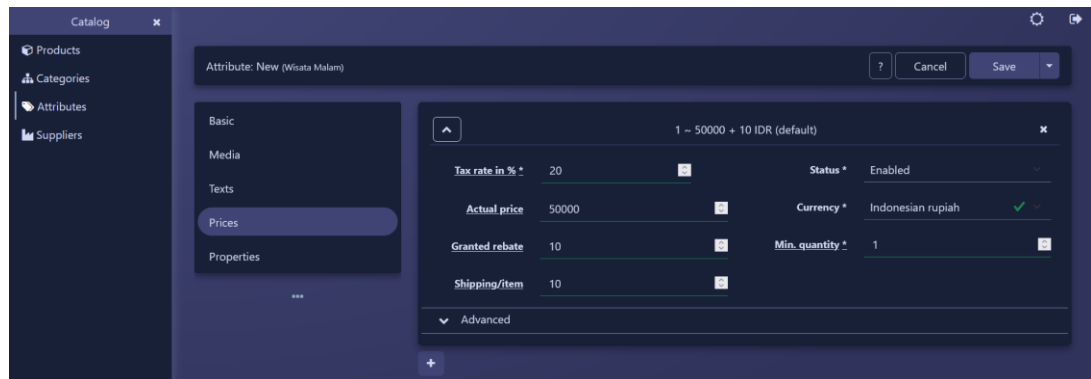 Catalog
Products
Categories
Attributes
Suppliers
Attribute: New (Wisata Malam)
? Cancel Save
Basic
Media
Texts
Prices
Properties
1 ~ 50000 + 10 IDR (default)
Tax rate in % * 20 Status * Enabled
Actual price 50000 Currency * Indonesian rupiah
Granted rebate 10 Min. quantity * 1
Shipping/item 10
Advanced